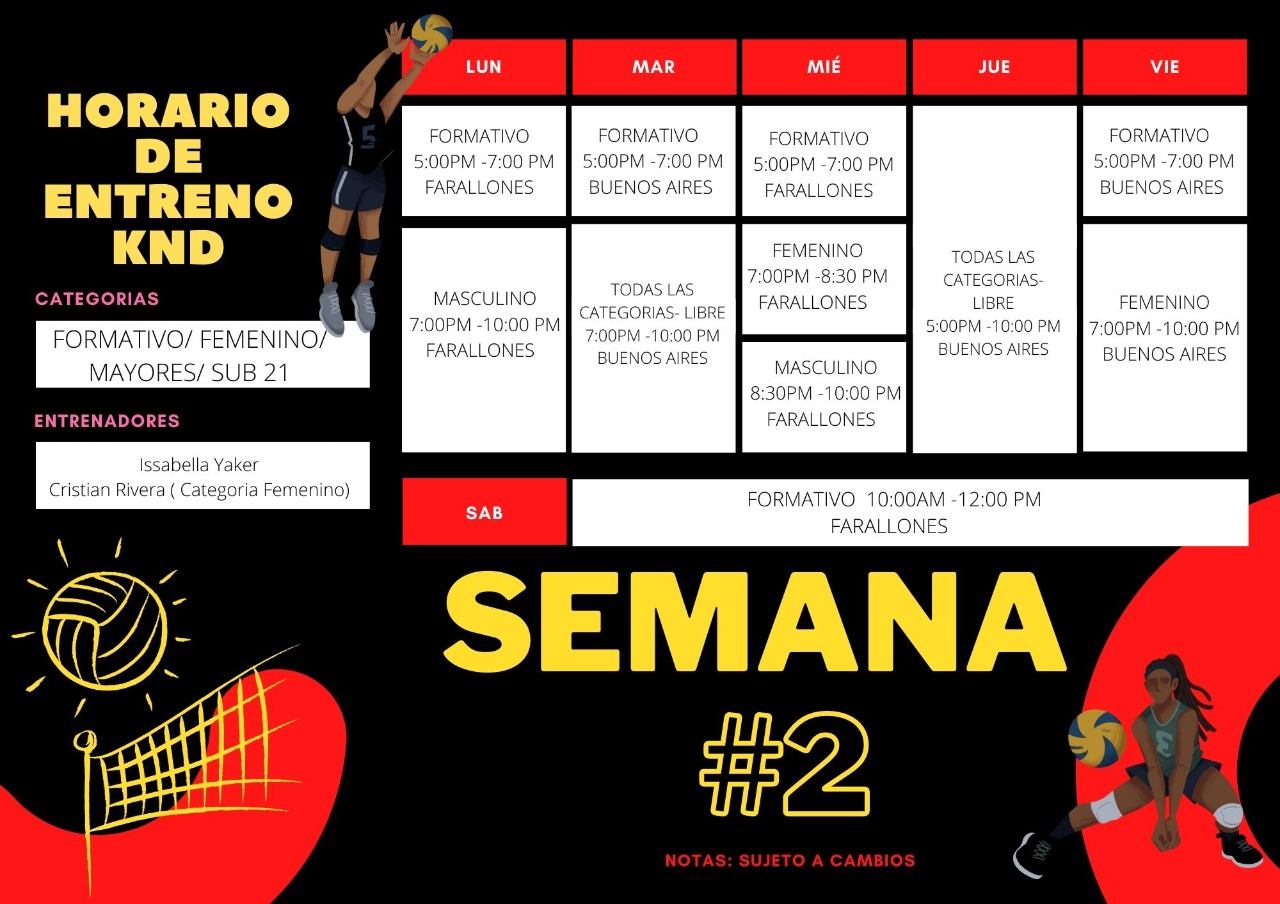 HORARIO
DE
ENTRENO
KND
CATEGORIAS
FORMATIVO/ FEMENINO/
MAYORES/ SUB 21
ENTRENADORES
Issabella Yaker
Cristian Rivera ( Categoria Femenino)
LUN
FORMATIVO
5:00PM -7:00 PM
FARALLONES
MASCULINO
7:00PM -10:00 PM
FARALLONES
MAR
FORMATIVO
5:00PM -7:00 PM
BUENOS AIRES
TODAS LAS
CATEGORIAS- LIBRE
7:00PM -10:00 PM
BUENOS AIRES
MIÉ
FORMATIVO
5:00PM -7:00 PM
FARALLONES
FEMENINO
7:00PM -8:30 PM
FARALLONES
MASCULINO
8:30PM -10:00 PM
FARALLONES
JUE
TODAS LAS
CATEGORIAS-
LIBRE
5:00PM -10:00 PM
BUENOS AIRES
VIE
FORMATIVO
5:00PM -7:00 PM
BUENOS AIRES
FEMENINO
7:00PM -10:00 PM
BUENOS AIRES
SAB
FORMATIVO 10:00AM -12:00 PM
FARALLONES
SEMANA
#2
NOTAS: SUJETO A CAMBIOS
5
3